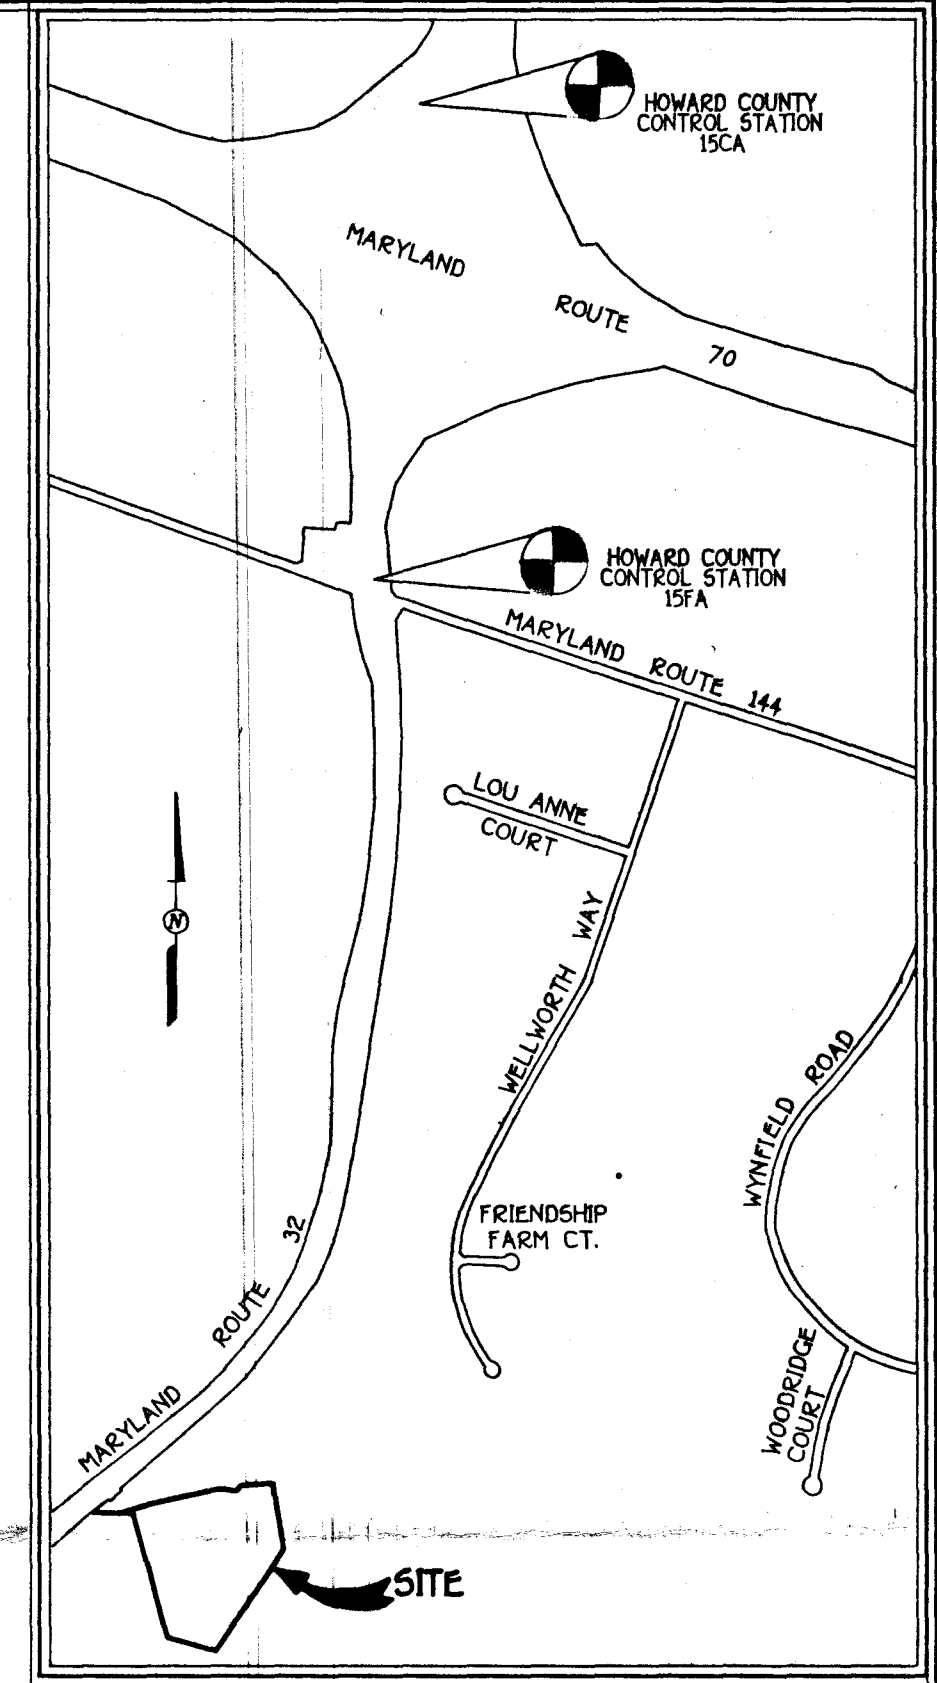 HOWARD COUNTY
CONTROL STATION
15CA
MARYLAND ROUTE 70
HOWARD COUNTY
CONTROL STATION
15FA
MARYLAND ROUTE 144
LOU ANNE
COURT
WELLWORTH WAY
N
WYNFIELD ROAD
FRIENDSHIP
FARM CT.
MARYLAND ROUTE 32
WOODRIDGE
COURT
SITE